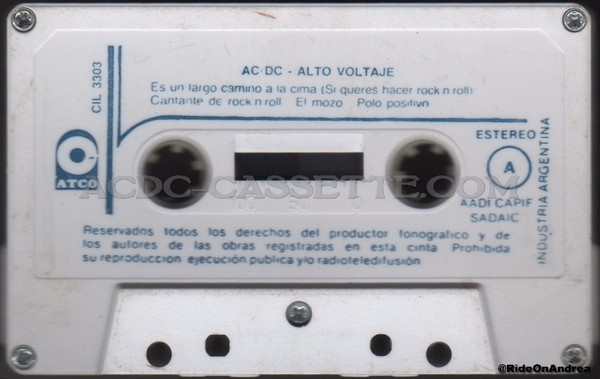 AC/DC - ALTO VOLTAJE
Es un largo camino a la cima (Si queres hacer rock n roll)
Cantante de rock n roll El mozo Polo positivo
CIL 3303
ATCO
ESTEREO
A
AADI CAPIF
SADAIC
INDUSTRIA ARGENTINA
ACDC-CASSETTE.COM
100 50 0
Reservados todos los derechos del productor fonografico y de
los autores de las obras registradas en esta cinta Prohibida
su reproduccion ejecución publica y/o radioteledifusión
@RideOnAndrea